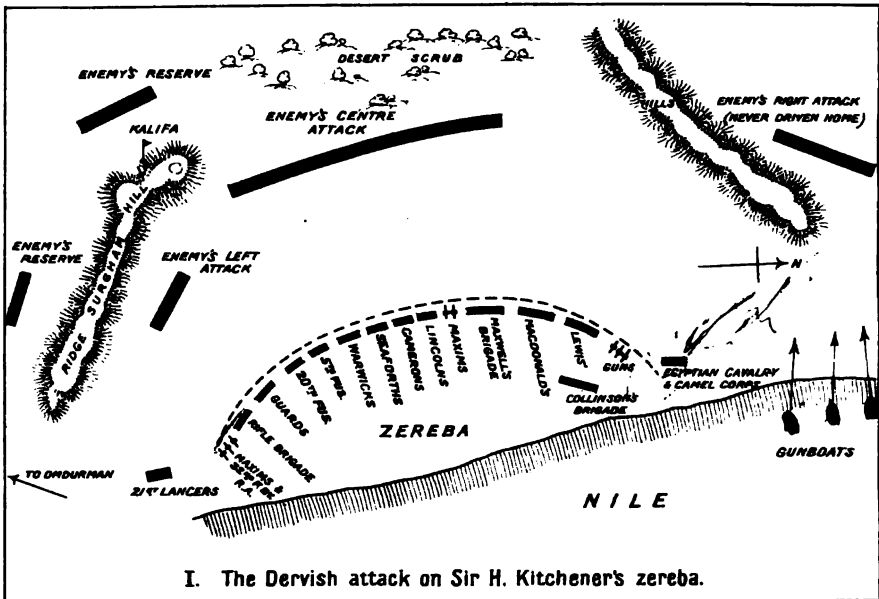 DESERT SCRUB
ENEMY'S RESERVE
ENEMY'S CENTRE
ATTACK
KALIFA
HILLS
ENEMY'S RIGHT ATTACK
(NEVER DRIVEN HOME)
RIDGE SURGHAM HILL
ENEMY'S
RESERVE
ENEMY'S LEFT
ATTACK
N
TO OMDURMAN
21ST LANCERS
MAXIMS &
R.A.
RIFLE BRIGADE
GUARDS
20TH FUS.
5TH FUS.
WARWICKS
SEAFORTHS
CAMERONS
LINCOLNS
MAXIMS
MAXWELL'S
BRIGADE
MACDONALD'S
LEWIS'
GUNS
COLLINSON'S
BRIGADE
EGYPTIAN CAVALRY
& CAMEL CORPS
GUNBOATS
ZEREBA
NILE
I. The Dervish attack on Sir H. Kitchener's zereba.